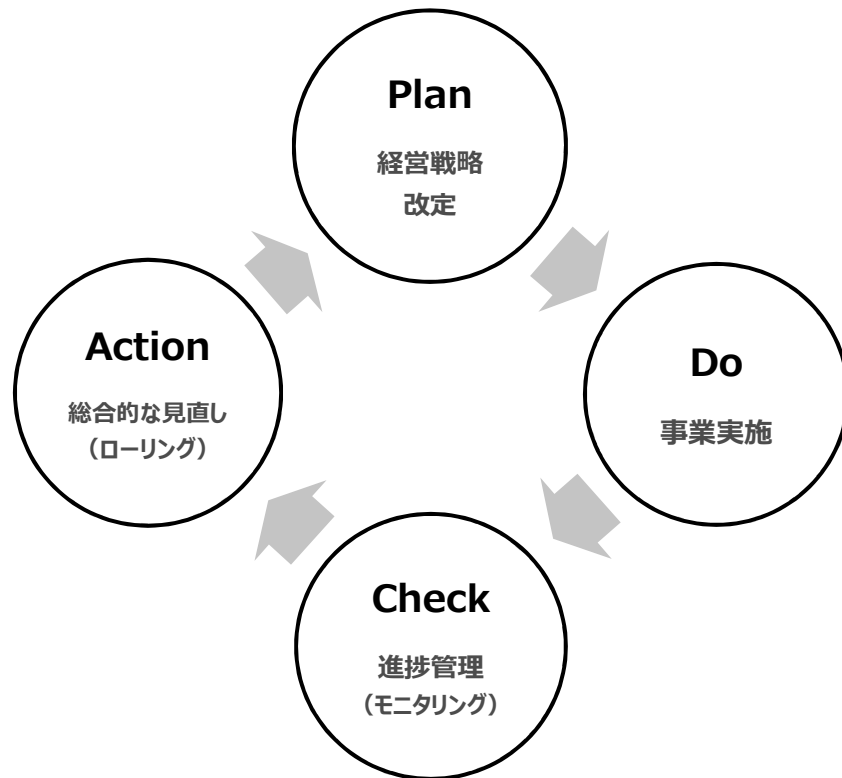 Plan
経営戦略
改定
Do
事業実施
Check
進捗管理
（モニタリング）
Action
総合的な見直し
（ローリング）